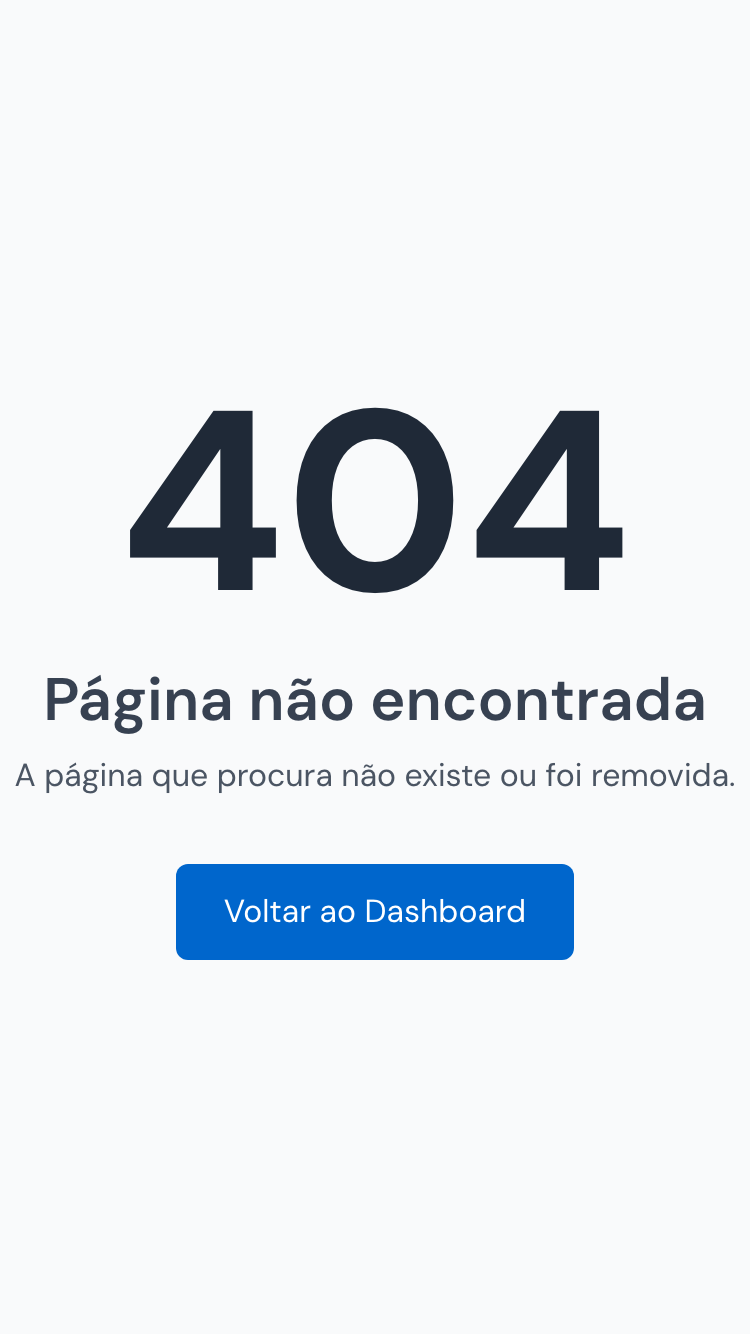 404
Página não encontrada
A página que procura não existe ou foi removida.
Voltar ao Dashboard